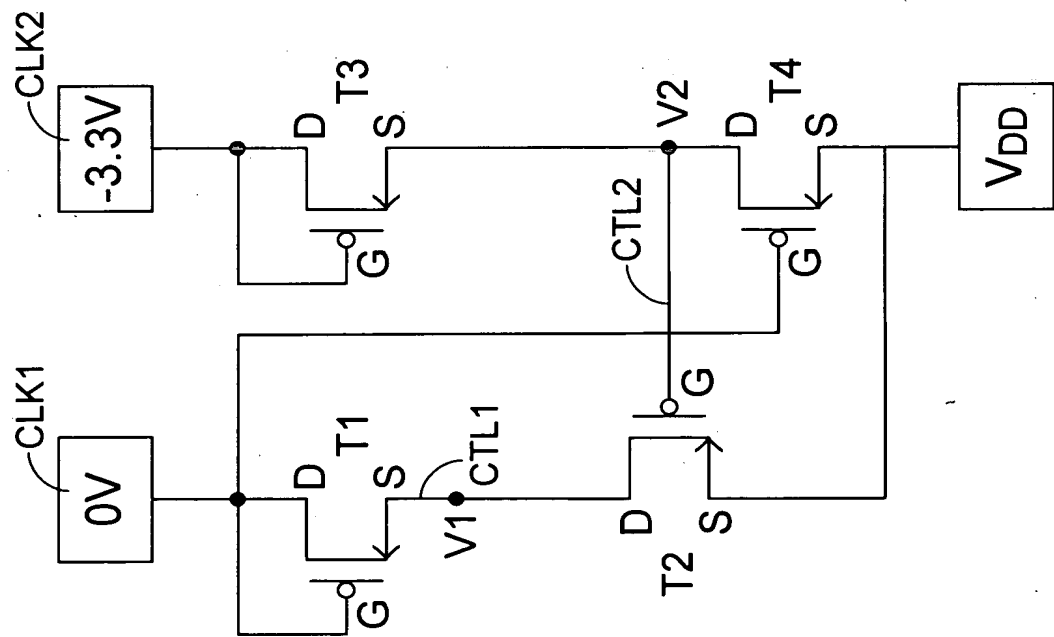 CLK1
CLK2
0V
-3.3V
D
T1
S
G
D
T3
S
G
CTL1
V1
CTL2
V2
D
T2
S
G
D
T4
S
G
VDD